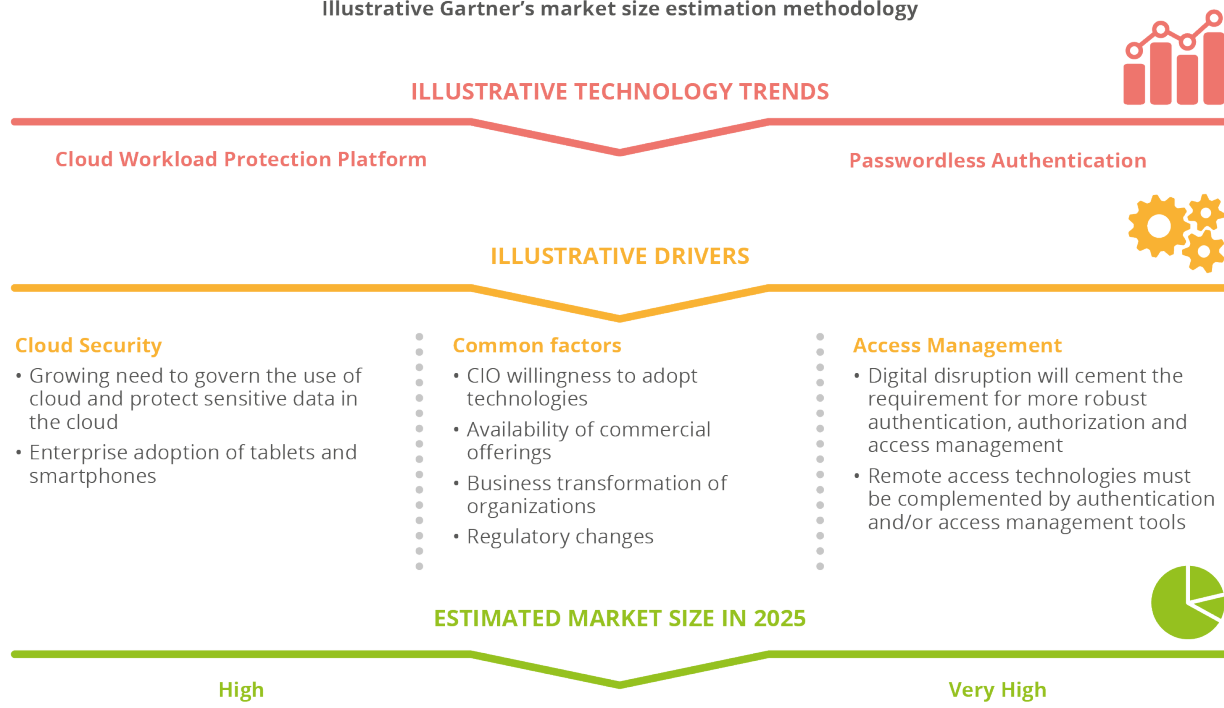 Illustrative Gartner’s market size estimation methodology
ILLUSTRATIVE TECHNOLOGY TRENDS
Cloud Workload Protection Platform
Passwordless Authentication
ILLUSTRATIVE DRIVERS
Cloud Security
• Growing need to govern the use of
cloud and protect sensitive data in
the cloud
• Enterprise adoption of tablets and
smartphones
Common factors
• CIO willingness to adopt
technologies
• Availability of commercial
offerings
• Business transformation of
organizations
• Regulatory changes
Access Management
• Digital disruption will cement the
requirement for more robust
authentication, authorization and
access management
• Remote access technologies must
be complemented by authentication
and/or access management tools
ESTIMATED MARKET SIZE IN 2025
High
Very High